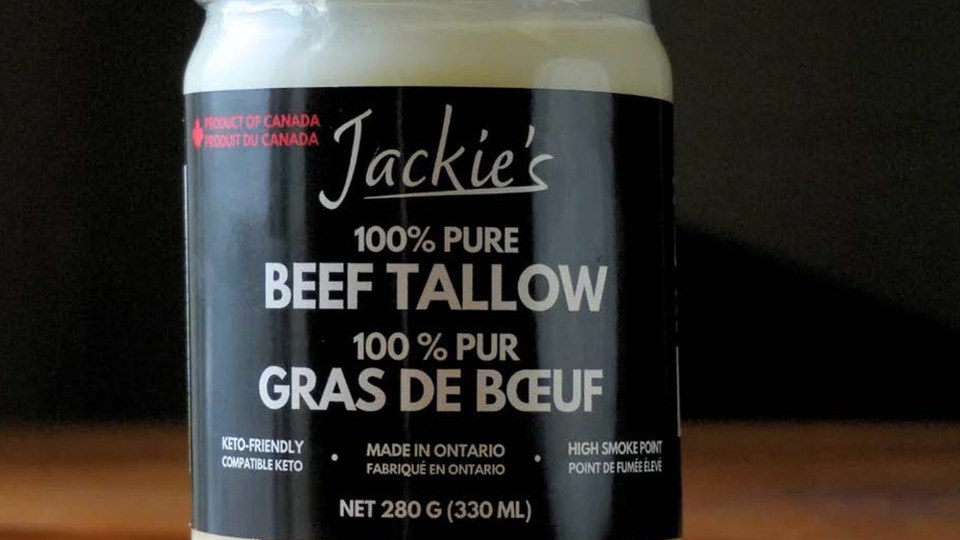 PRODUCT OF CANADA
PRODUIT DU CANADA
Jackie's
100% PURE
BEEF TALLOW
100 % PUR
GRAS DE BŒUF
KETO-FRIENDLY
COMPATIBLE KETO
•
MADE IN ONTARIO
FABRIQUÉ EN ONTARIO
•
HIGH SMOKE POINT
POINT DE FUMÉE ÉLEVÉ
NET 280 G (330 ML)